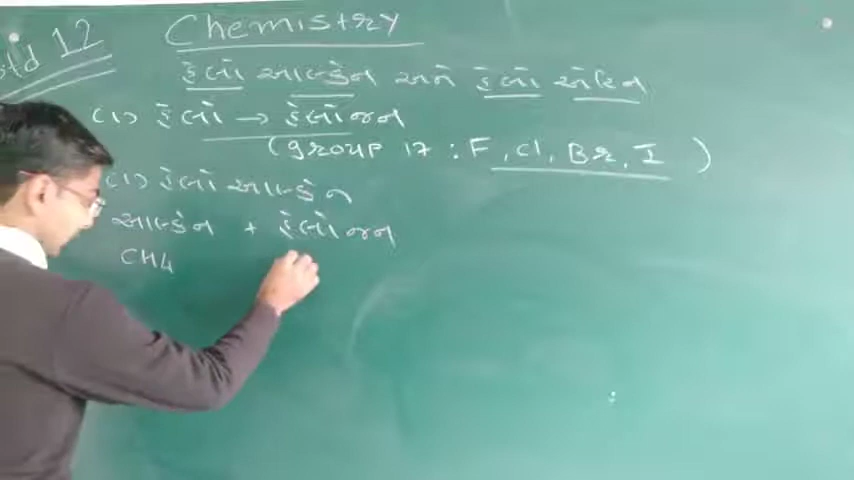 std 12
Chemistry
હેલો આલ્કેન અને હેલો એરિન
(1) હેલો → હેલોજન
(group 17 : F, Cl, Br, I )
(1) હેલો આલ્કેન
આલ્કેન + હેલોજન
CH4